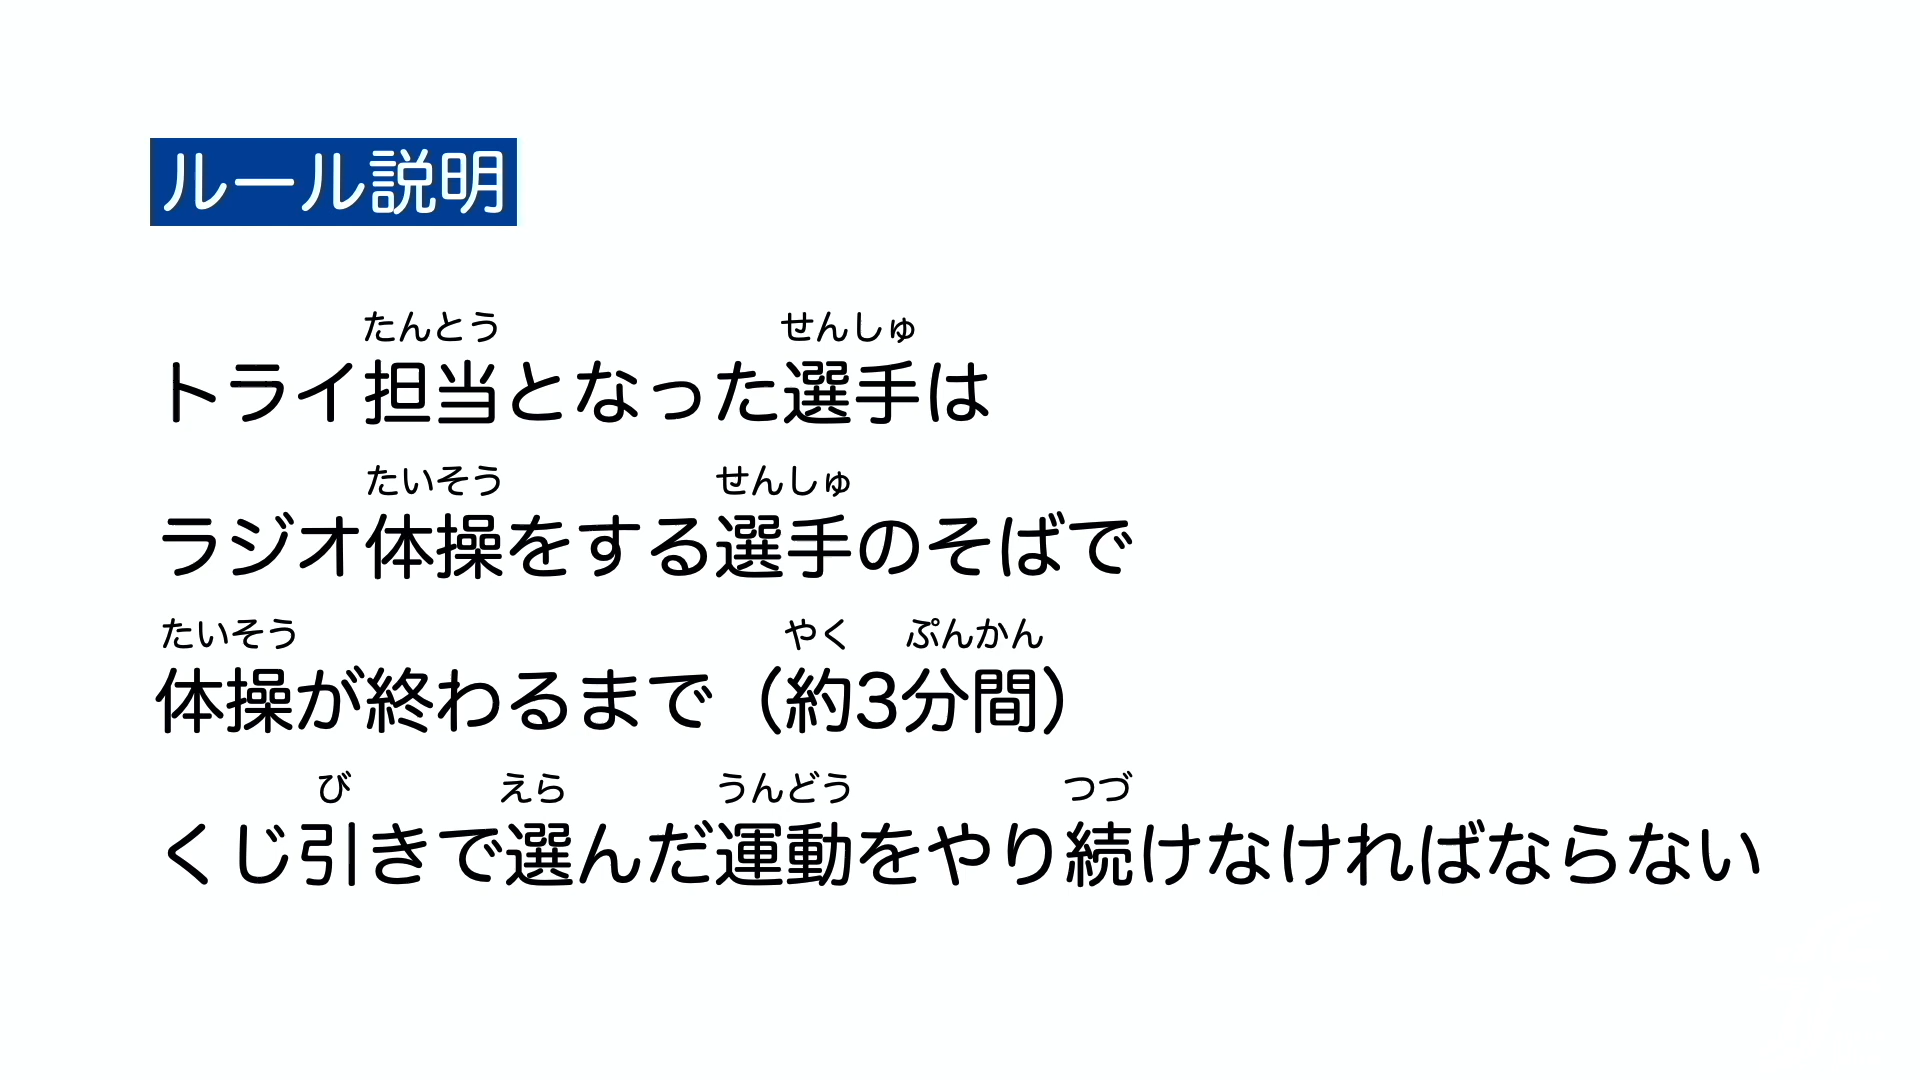 ルール説明
たんとう せんしゅ
トライ担当となった選手は
たいそう せんしゅ
ラジオ体操をする選手のそばで
たいそう やく ぷんかん
体操が終わるまで（約3分間）
び えら うんどう つづ
くじ引きで選んだ運動をやり続けなければならない